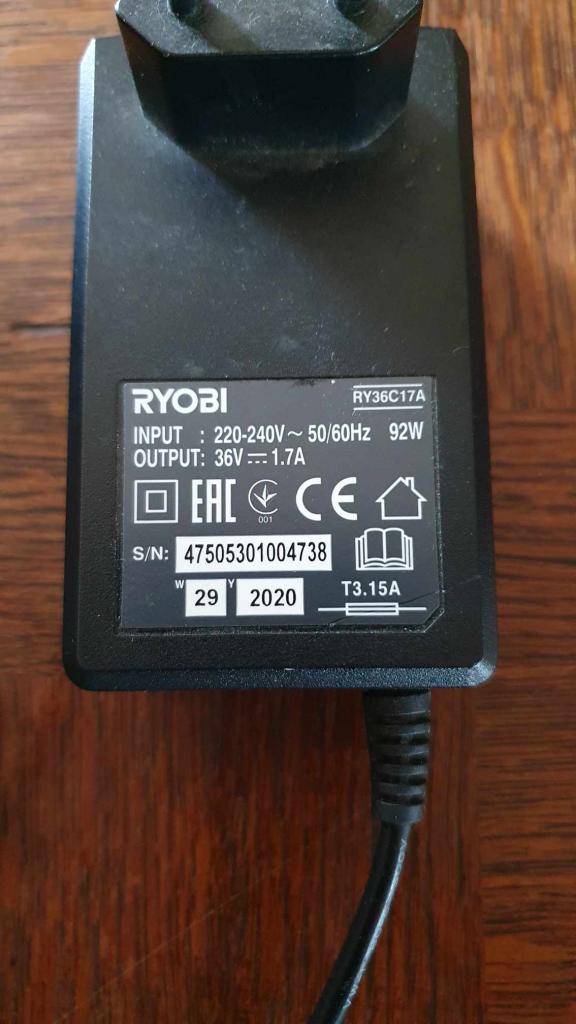 RYOBI RY36C17A
INPUT : 220-240V~ 50/60Hz 92W
OUTPUT: 36V⎓1.7A
EAC CE
001
S/N: 47505301004738
W 29 Y 2020 T3.15A